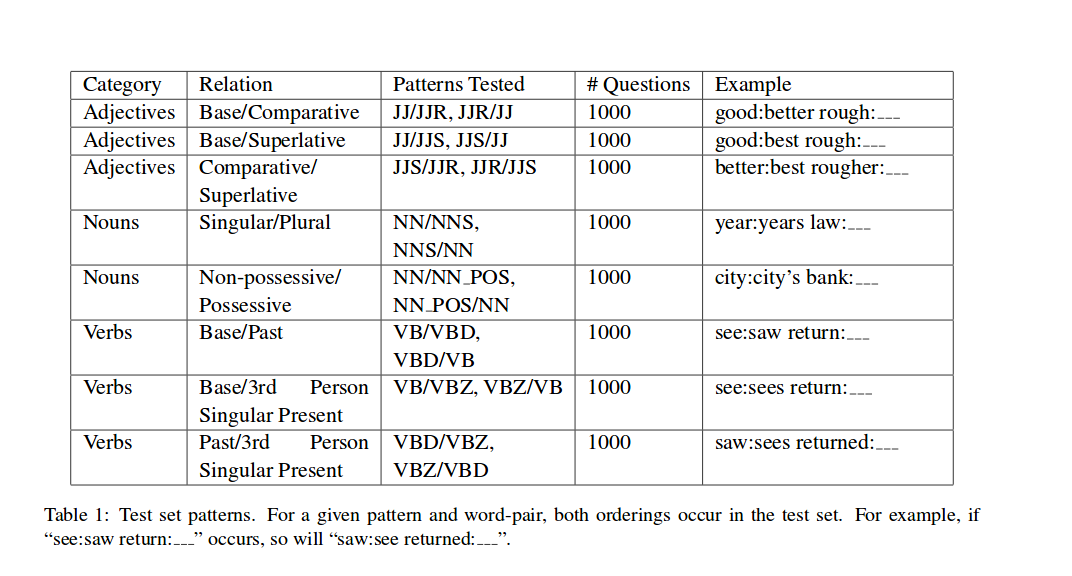 Category Relation Patterns Tested # Questions Example
Adjectives Base/Comparative JJ/JJR, JJR/JJ 1000 good:better rough:___
Adjectives Base/Superlative JJ/JJS, JJS/JJ 1000 good:best rough:___
Adjectives Comparative/ JJS/JJR, JJR/JJS 1000 better:best rougher:___
Superlative
Nouns Singular/Plural NN/NNS, 1000 year:years law:___
NNS/NN
Nouns Non-possessive/ NN/NN_POS, 1000 city:city’s bank:___
Possessive NN_POS/NN
Verbs Base/Past VB/VBD, 1000 see:saw return:___
VBD/VB
Verbs Base/3rd Person VB/VBZ, VBZ/VB 1000 see:sees return:___
Singular Present
Verbs Past/3rd Person VBD/VBZ, 1000 saw:sees returned:___
Singular Present VBZ/VBD
Table 1: Test set patterns. For a given pattern and word-pair, both orderings occur in the test set. For example, if
“see:saw return:___” occurs, so will “saw:see returned:___”.